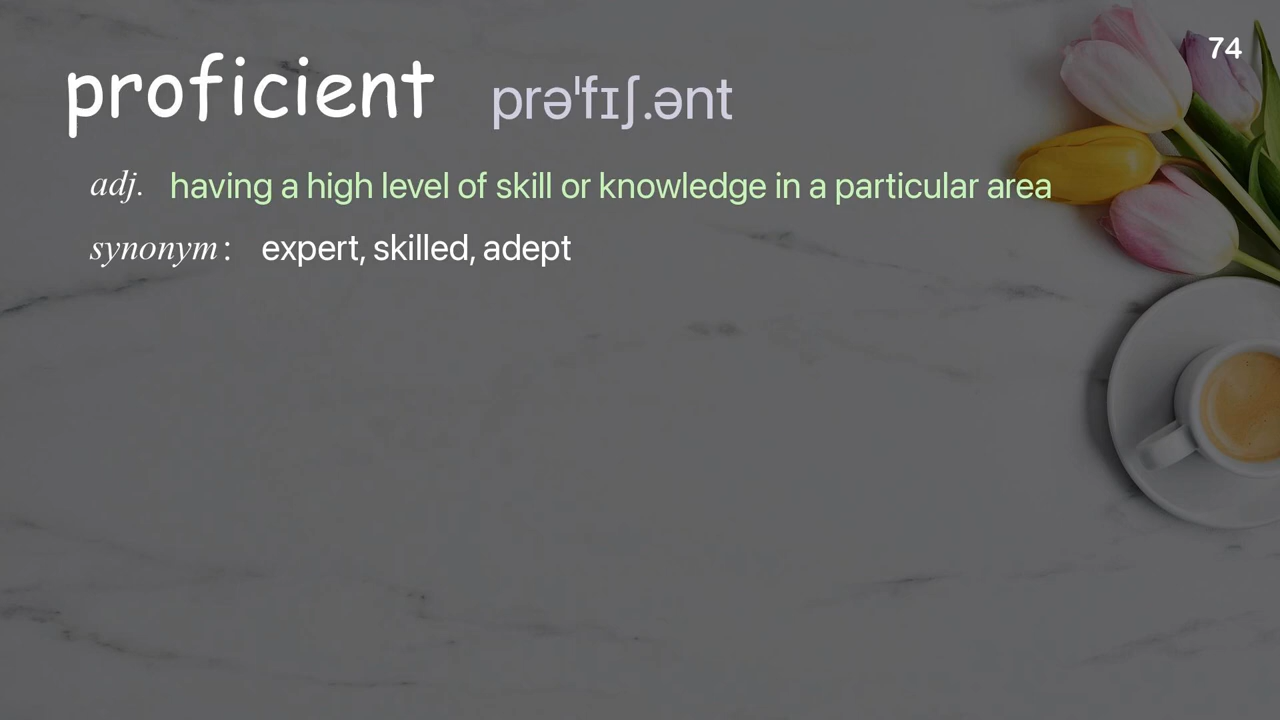 74
proficient prəˈfɪʃ.ənt
adj. having a high level of skill or knowledge in a particular area
synonym: expert, skilled, adept